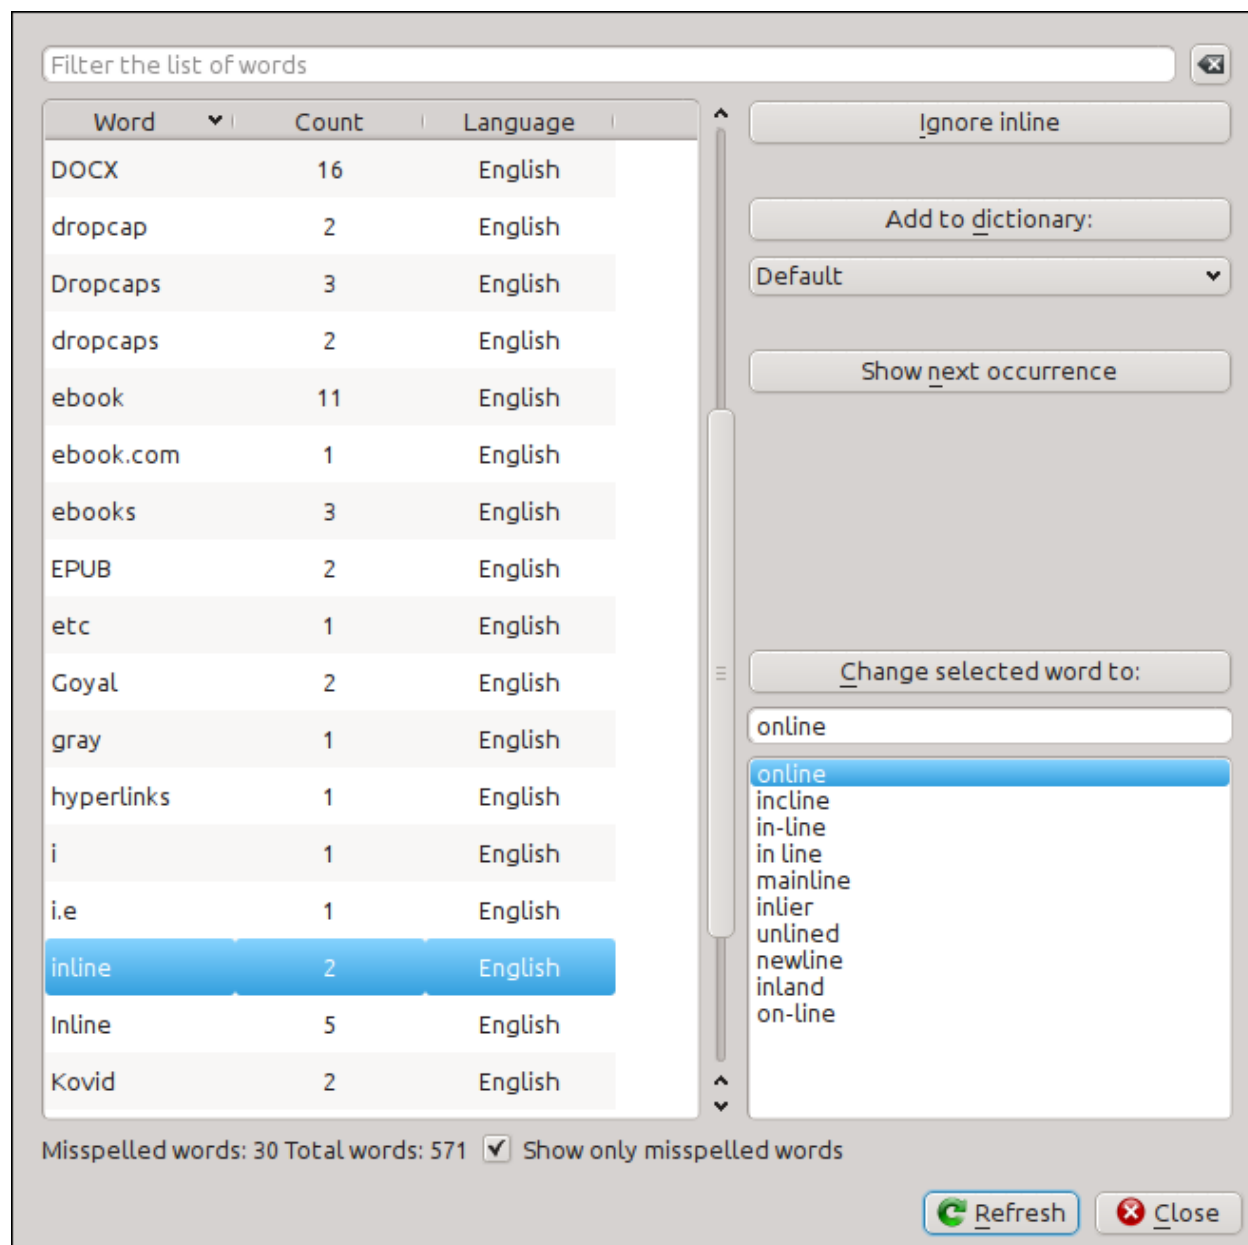 Filter the list of words
Word Count Language
DOCX 16 English
dropcap 2 English
Dropcaps 3 English
dropcaps 2 English
ebook 11 English
ebook.com 1 English
ebooks 3 English
EPUB 2 English
etc 1 English
Goyal 2 English
gray 1 English
hyperlinks 1 English
i 1 English
i.e 1 English
inline 2 English
Inline 5 English
Kovid 2 English
Ignore inline
Add to dictionary:
Default
Show next occurrence
Change selected word to:
online
online
incline
in-line
in line
mainline
inlier
unlined
newline
inland
on-line
Misspelled words: 30 Total words: 571 Show only misspelled words
Refresh Close